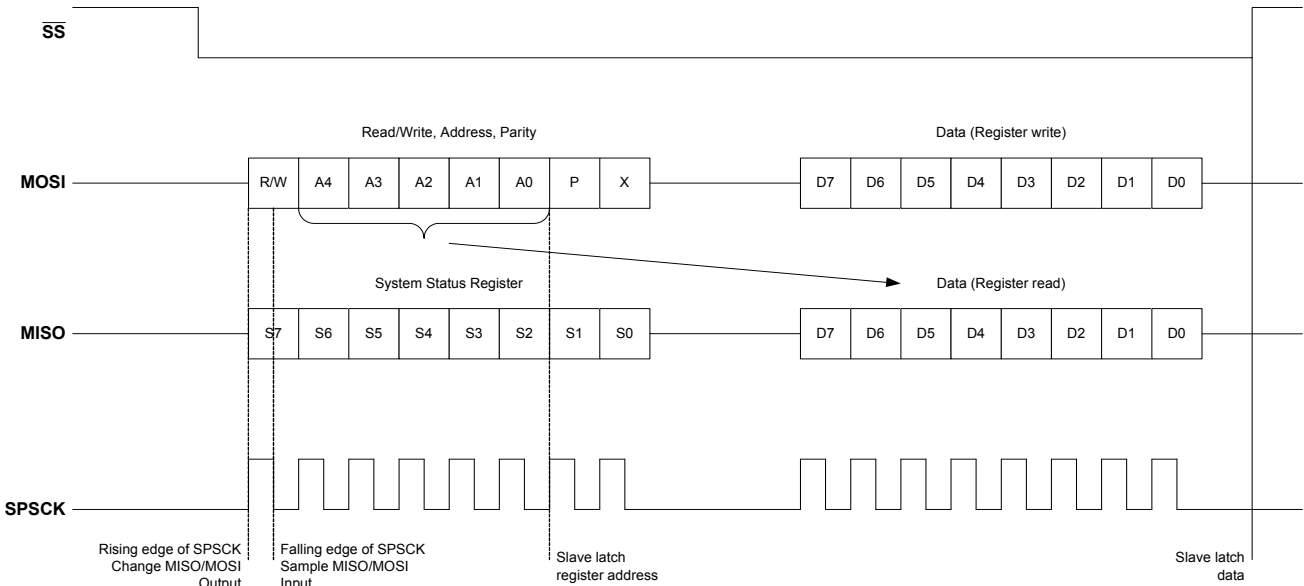 SS
Read/Write, Address, Parity
Data (Register write)
MOSI
R/W A4 A3 A2 A1 A0 P X
D7 D6 D5 D4 D3 D2 D1 D0
System Status Register
Data (Register read)
MISO
S7 S6 S5 S4 S3 S2 S1 S0
D7 D6 D5 D4 D3 D2 D1 D0
SPSCK
Rising edge of SPSCK
Change MISO/MOSI
Output
Falling edge of SPSCK
Sample MISO/MOSI
Input
Slave latch
register address
Slave latch
data